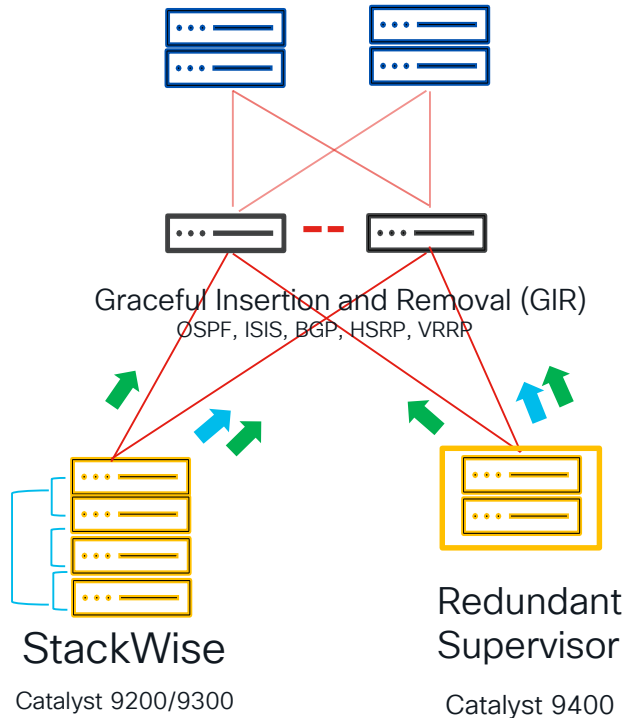 Graceful Insertion and Removal (GIR)
OSPF, ISIS, BGP, HSRP, VRRP
StackWise
Catalyst 9200/9300
Redundant
Supervisor
Catalyst 9400